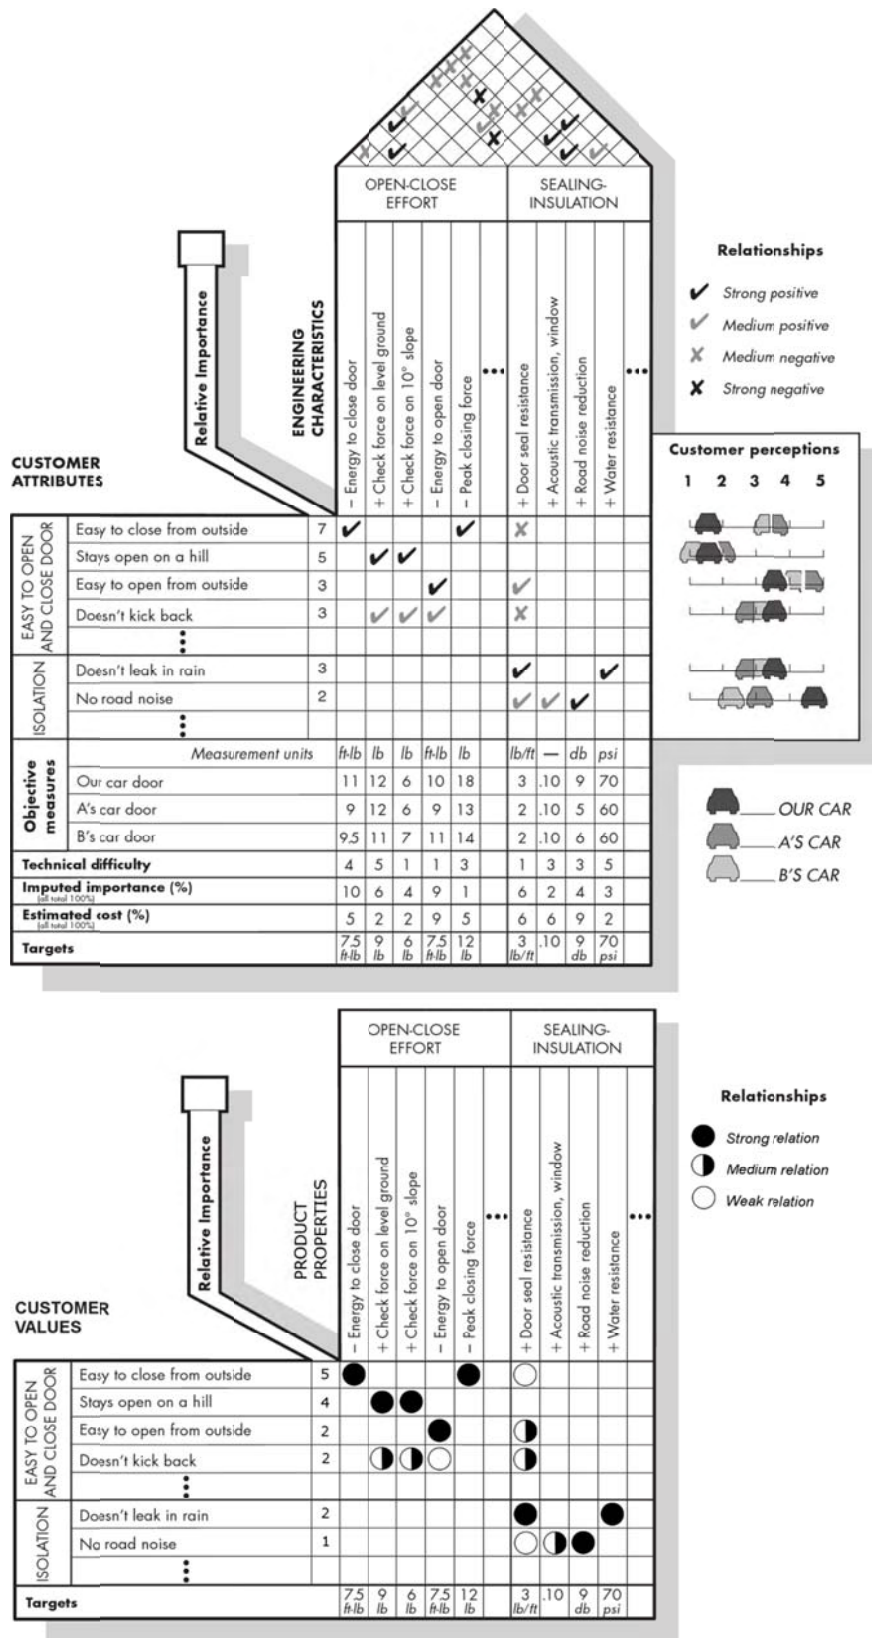 OPEN-CLOSE
EFFORT
SEALING-
INSULATION
Relative Importance
ENGINEERING
CHARACTERISTICS
– Energy to close door
+ Check force on level ground
+ Check force on 10° slope
– Energy to open door
– Peak closing force
+ Door seal resistance
+ Acoustic transmission, window
+ Road noise reduction
+ Water resistance
Relationships
Strong positive
Medium positive
Medium negative
Strong negative
CUSTOMER
ATTRIBUTES
Customer perceptions
1 2 3 4 5
EASY TO OPEN
AND CLOSE DOOR
Easy to close from outside 7
Stays open on a hill 5
Easy to open from outside 3
Doesn't kick back 3
ISOLATION
Doesn't leak in rain 3
No road noise 2
Objective
measures
Measurement units ft-lb lb lb ft-lb lb lb/ft — db psi
Our car door 11 12 6 10 18 3 .10 9 70
A's car door 9 12 6 9 13 2 .10 5 60
B's car door 9.5 11 7 11 14 2 .10 6 60
Technical difficulty 4 5 1 1 3 1 3 3 5
Imputed importance (%) 10 6 4 9 1 6 2 4 3
(all total 100%)
Estimated cost (%) 5 2 2 9 5 6 6 9 2
(all total 100%)
Targets 7.5 9 6 7.5 12 3 .10 9 70
ft-lb lb lb ft-lb lb lb/ft db psi
OUR CAR
A'S CAR
B'S CAR
OPEN-CLOSE
EFFORT
SEALING-
INSULATION
Relative Importance
PRODUCT
PROPERTIES
– Energy to close door
+ Check force on level ground
+ Check force on 10° slope
– Energy to open door
– Peak closing force
+ Door seal resistance
+ Acoustic transmission, window
+ Road noise reduction
+ Water resistance
Relationships
Strong relation
Medium relation
Weak relation
CUSTOMER
VALUES
EASY TO OPEN
AND CLOSE DOOR
Easy to close from outside 5
Stays open on a hill 4
Easy to open from outside 2
Doesn't kick back 2
ISOLATION
Doesn't leak in rain 2
No road noise 1
Targets 7.5 9 6 7.5 12 3 .10 9 70
ft-lb lb lb ft-lb lb lb/ft db psi